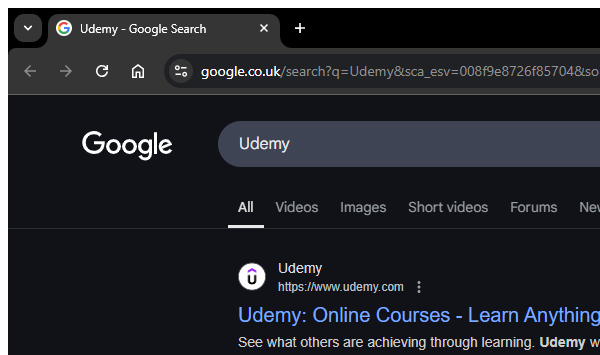 Udemy - Google Search
google.co.uk/search?q=Udemy&sca_esv=008f9e8726f85704&so
Google
Udemy
All Videos Images Short videos Forums New
Udemy
https://www.udemy.com
Udemy: Online Courses - Learn Anything
See what others are achieving through learning. Udemy w